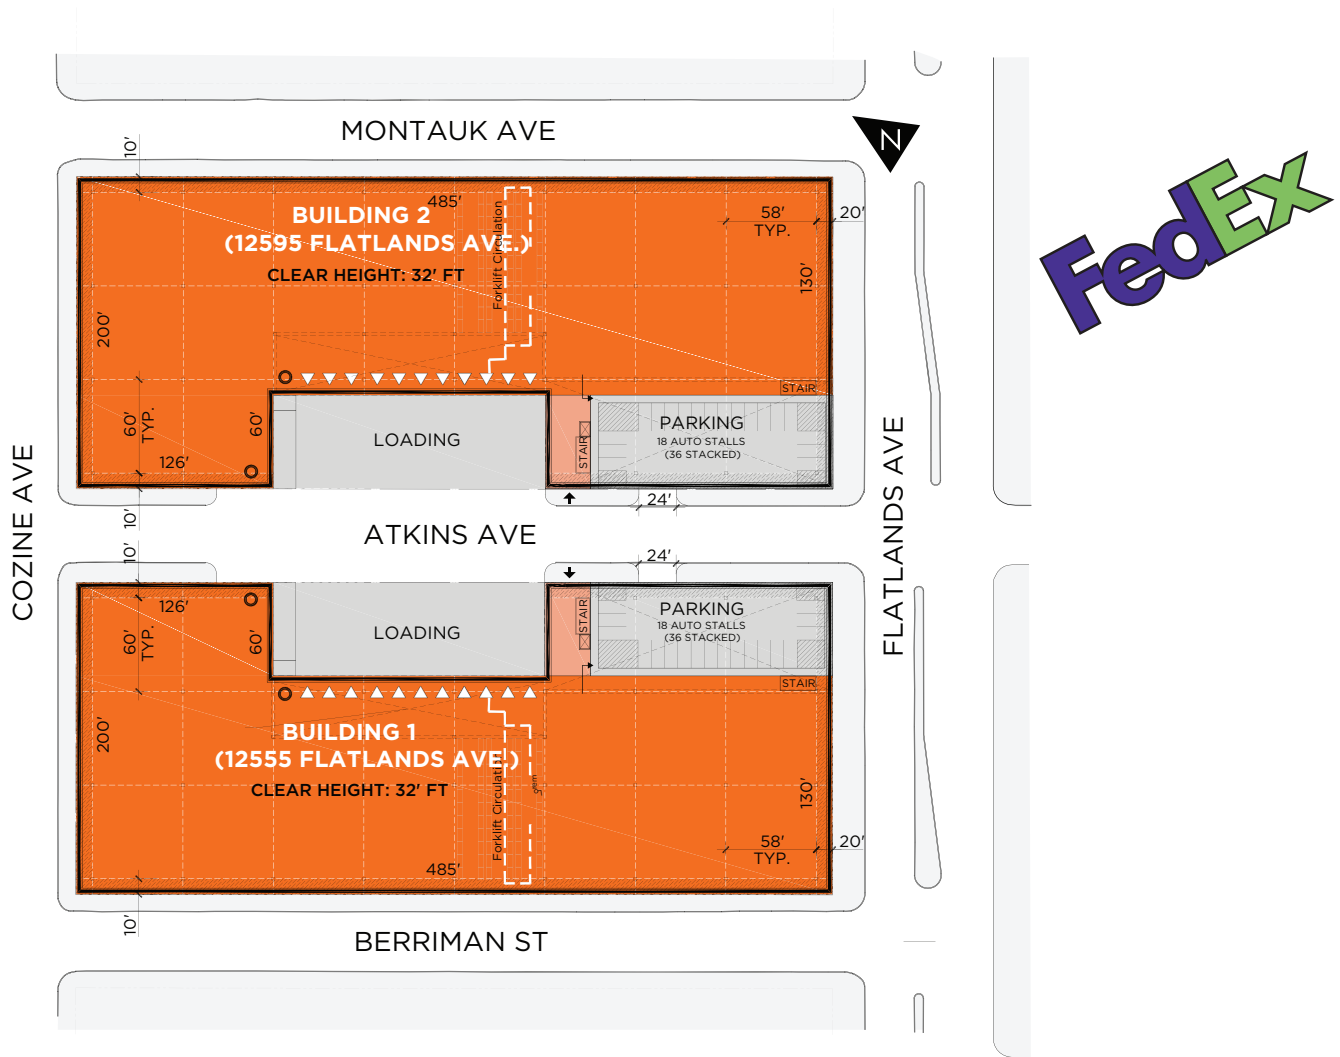 MONTAUK AVE
N
FedEx
10'
485'
58'
TYP.
20'
BUILDING 2
(12595 FLATLANDS AVE.)
CLEAR HEIGHT: 32' FT
Forklift Circulation
130'
200'
STAIR
60'
TYP.
60'
126'
LOADING
STAIR
PARKING
18 AUTO STALLS
(36 STACKED)
24'
10'
COZINE AVE
ATKINS AVE
FLATLANDS AVE
10'
24'
126'
60'
TYP.
60'
LOADING
STAIR
PARKING
18 AUTO STALLS
(36 STACKED)
STAIR
200'
BUILDING 1
(12555 FLATLANDS AVE.)
CLEAR HEIGHT: 32' FT
Forklift Circulation
130'
58'
TYP.
20'
485'
10'
BERRIMAN ST